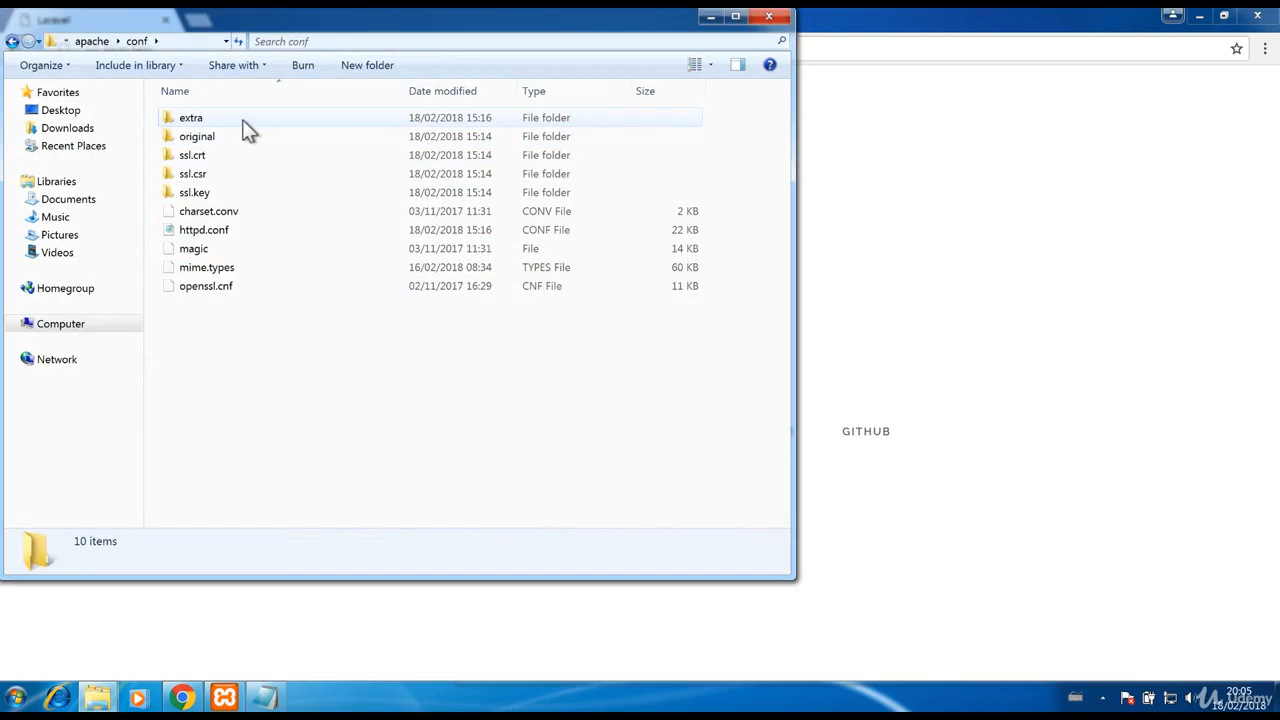 Laravel
« apache conf Search conf
Organize Include in library Share with Burn New folder
Name Date modified Type Size
Favorites
Desktop
Downloads
Recent Places
Libraries
Documents
Music
Pictures
Videos
Homegroup
Computer
Network
extra 18/02/2018 15:16 File folder
original 18/02/2018 15:14 File folder
ssl.crt 18/02/2018 15:14 File folder
ssl.csr 18/02/2018 15:14 File folder
ssl.key 18/02/2018 15:14 File folder
charset.conv 03/11/2017 11:31 CONV File 2 KB
httpd.conf 18/02/2018 15:16 CONF File 22 KB
magic 03/11/2017 11:31 File 14 KB
mime.types 16/02/2018 08:34 TYPES File 60 KB
openssl.cnf 02/11/2017 16:29 CNF File 11 KB
GITHUB
10 items
20:05
18/02/2018
Udemy